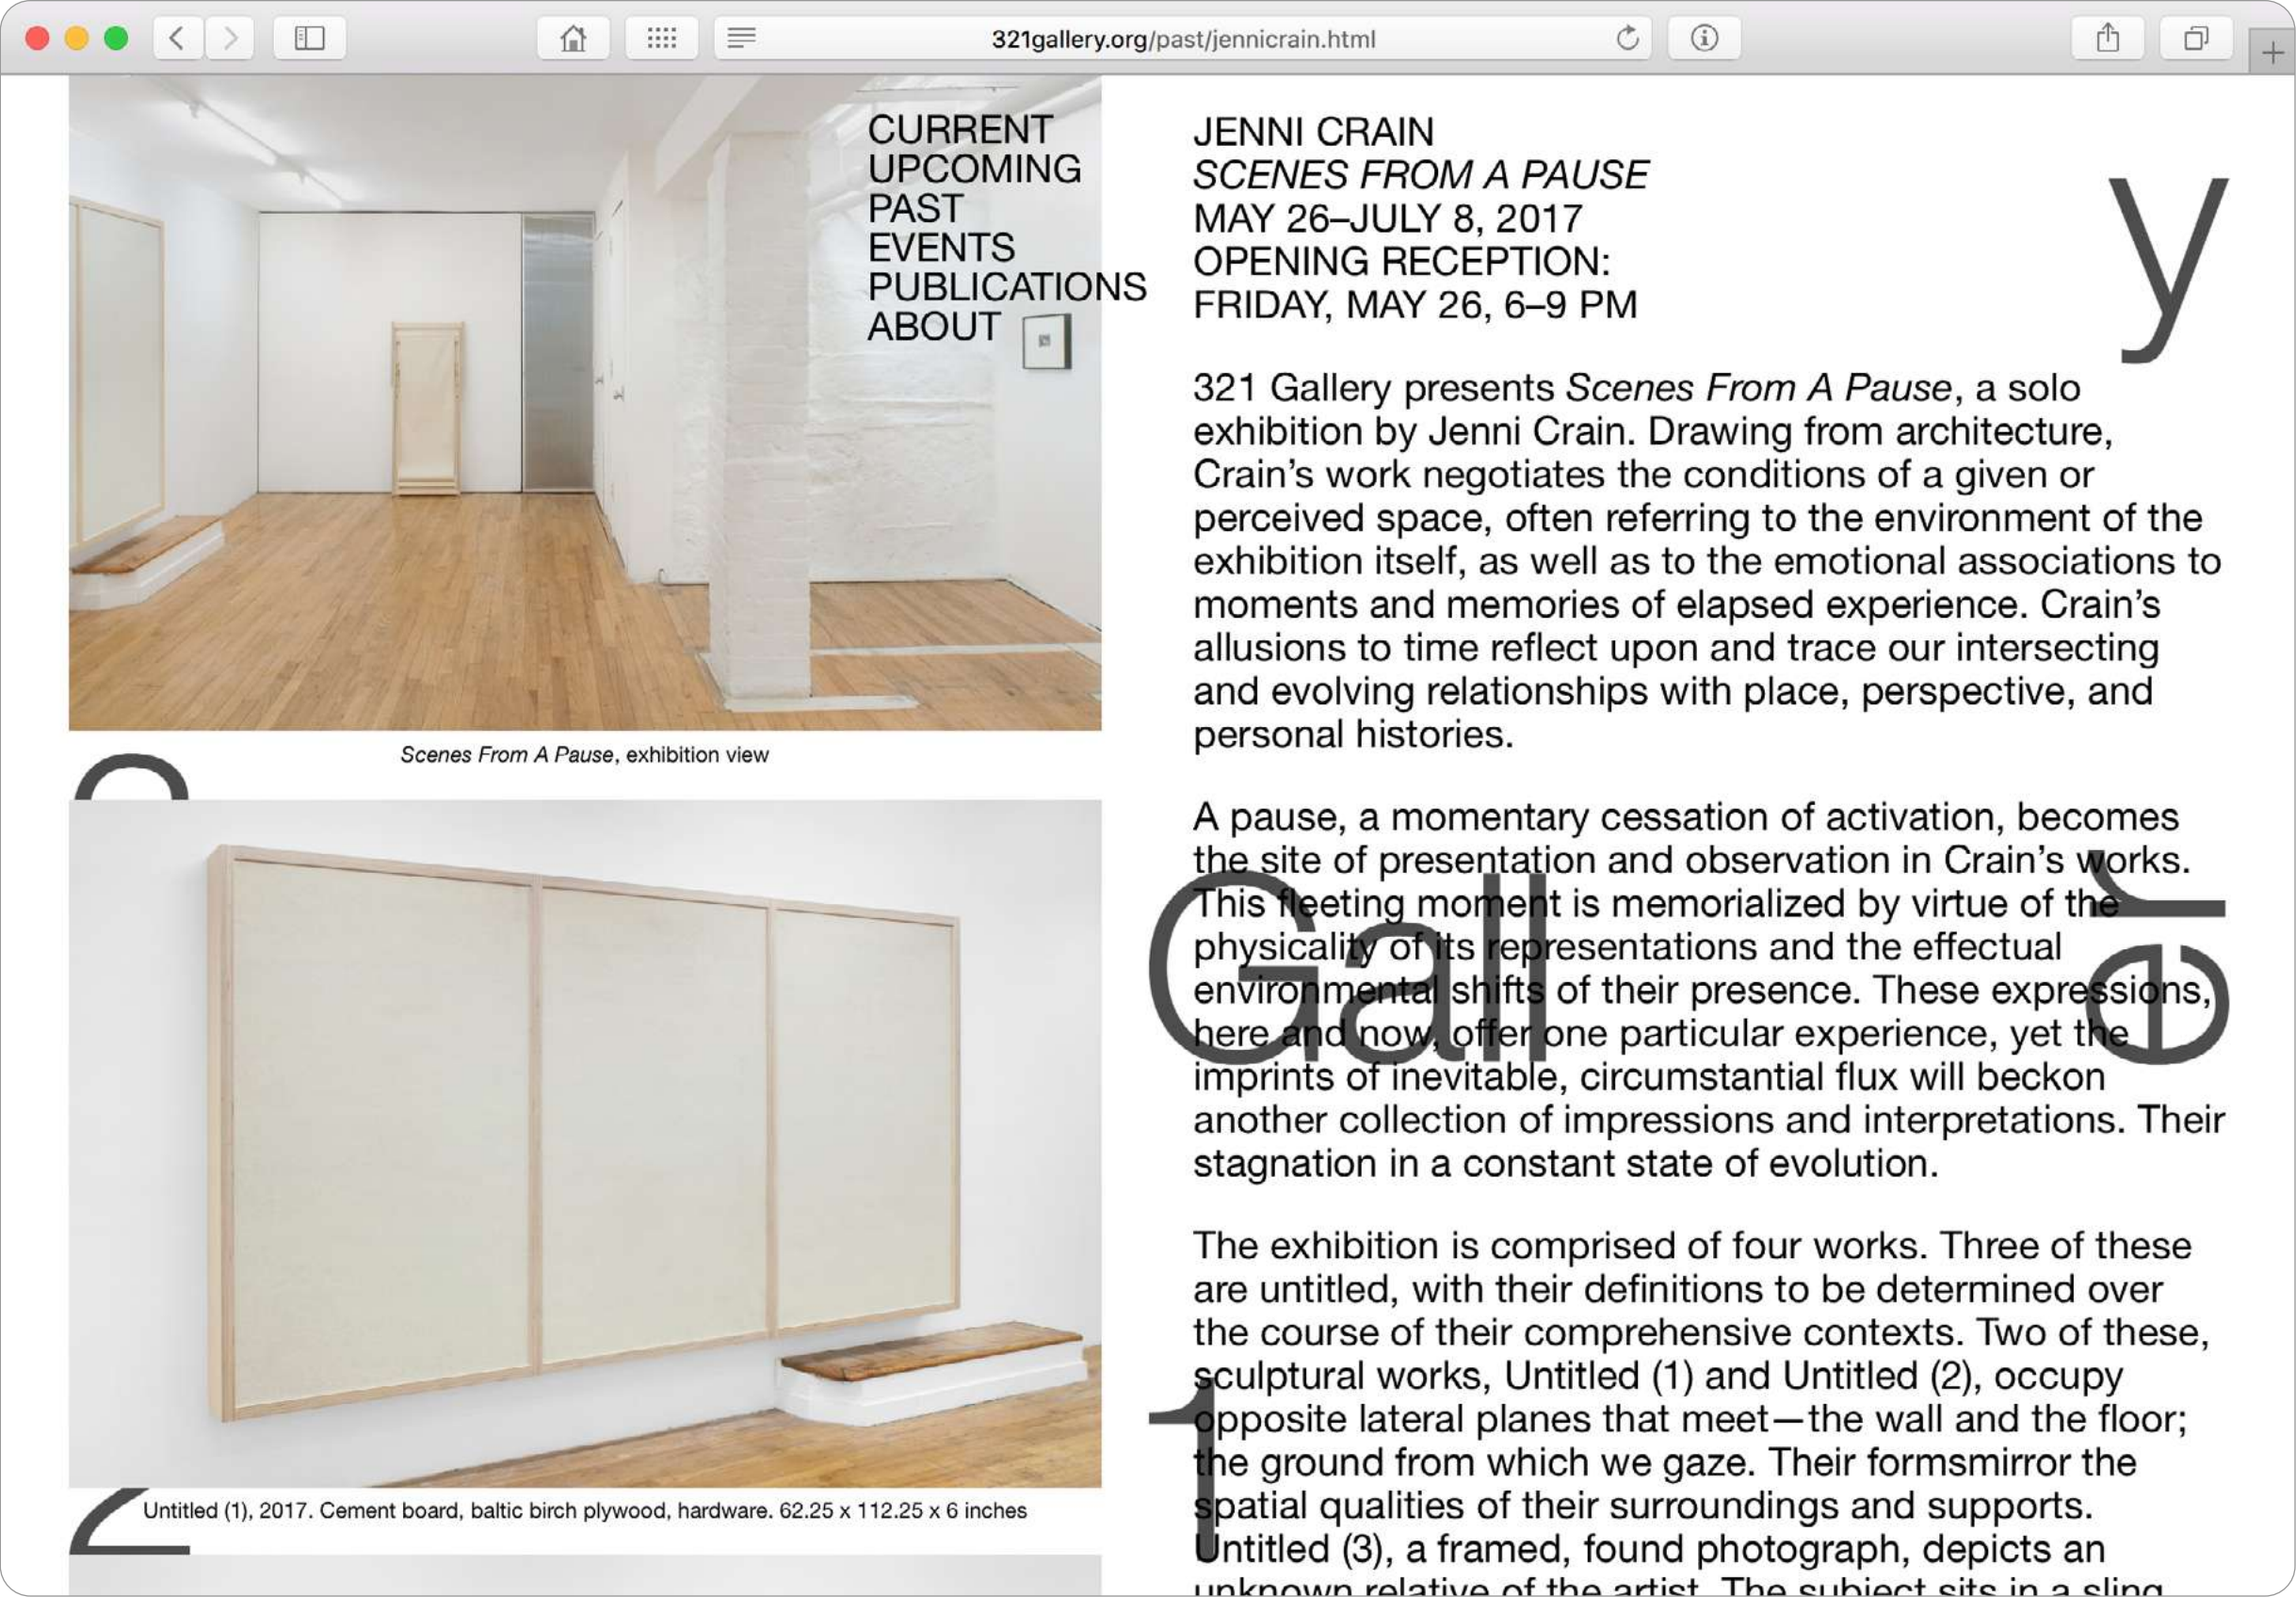 321gallery.org/past/jennicrain.html
CURRENT
UPCOMING
PAST
EVENTS
PUBLICATIONS
ABOUT
Scenes From A Pause, exhibition view
Untitled (1), 2017. Cement board, baltic birch plywood, hardware. 62.25 x 112.25 x 6 inches
JENNI CRAIN
SCENES FROM A PAUSE
MAY 26–JULY 8, 2017
OPENING RECEPTION:
FRIDAY, MAY 26, 6–9 PM
321 Gallery presents Scenes From A Pause, a solo
exhibition by Jenni Crain. Drawing from architecture,
Crain’s work negotiates the conditions of a given or
perceived space, often referring to the environment of the
exhibition itself, as well as to the emotional associations to
moments and memories of elapsed experience. Crain’s
allusions to time reflect upon and trace our intersecting
and evolving relationships with place, perspective, and
personal histories.
A pause, a momentary cessation of activation, becomes
the site of presentation and observation in Crain’s works.
This fleeting moment is memorialized by virtue of the
physicality of its representations and the effectual
environmental shifts of their presence. These expressions,
here and now, offer one particular experience, yet the
imprints of inevitable, circumstantial flux will beckon
another collection of impressions and interpretations. Their
stagnation in a constant state of evolution.
The exhibition is comprised of four works. Three of these
are untitled, with their definitions to be determined over
the course of their comprehensive contexts. Two of these,
sculptural works, Untitled (1) and Untitled (2), occupy
opposite lateral planes that meet—the wall and the floor;
the ground from which we gaze. Their formsmirror the
spatial qualities of their surroundings and supports.
Untitled (3), a framed, found photograph, depicts an
unknown relative of the artist. The subject sits in a sling
2
1
Gall
er
y